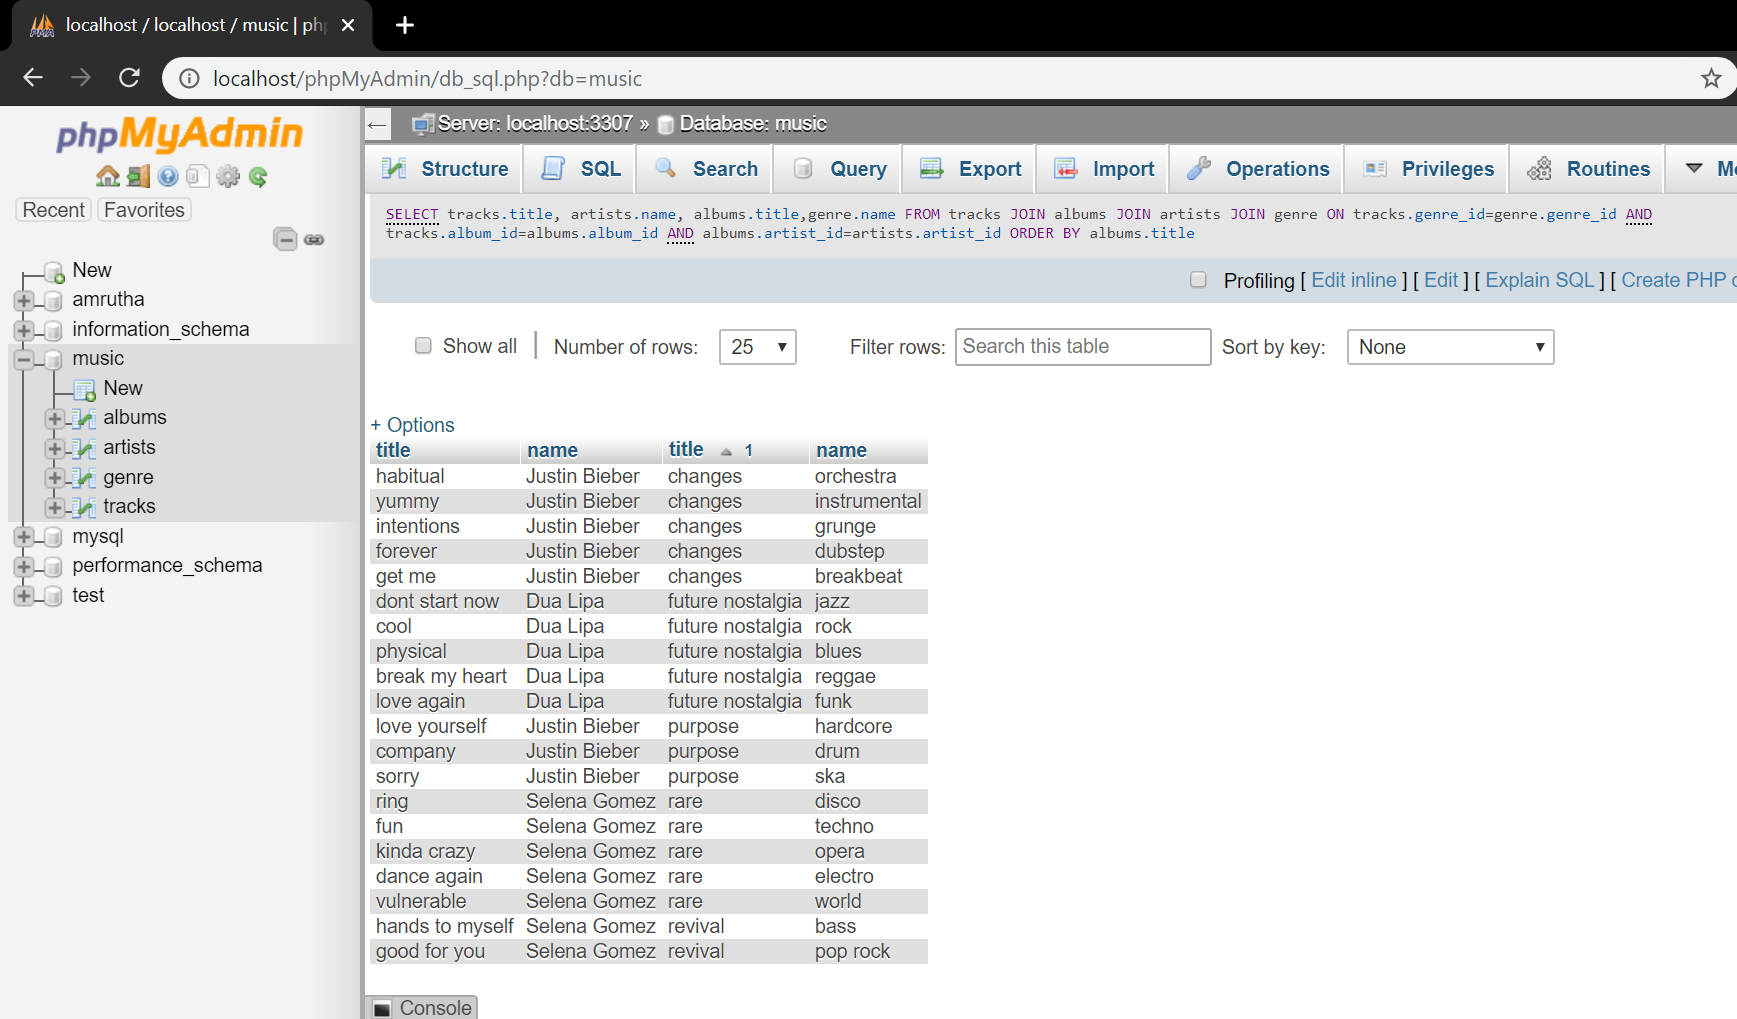 localhost / localhost / music | ph
localhost/phpMyAdmin/db_sql.php?db=music
phpMyAdmin
PMA
Recent Favorites
New
amrutha
information_schema
music
New
albums
artists
genre
tracks
mysql
performance_schema
test
Server: localhost:3307 » Database: music
Structure SQL Search Query Export Import Operations Privileges Routines
SELECT tracks.title, artists.name, albums.title,genre.name FROM tracks JOIN albums JOIN artists JOIN genre ON tracks.genre_id=genre.genre_id AND
tracks.album_id=albums.album_id AND albums.artist_id=artists.artist_id ORDER BY albums.title
Profiling [ Edit inline ] [ Edit ] [ Explain SQL ] [ Create PHP
Show all | Number of rows: 25 Filter rows: Search this table Sort by key: None
+ Options
title name title 1 name
habitual Justin Bieber changes orchestra
yummy Justin Bieber changes instrumental
intentions Justin Bieber changes grunge
forever Justin Bieber changes dubstep
get me Justin Bieber changes breakbeat
dont start now Dua Lipa future nostalgia jazz
cool Dua Lipa future nostalgia rock
physical Dua Lipa future nostalgia blues
break my heart Dua Lipa future nostalgia reggae
love again Dua Lipa future nostalgia funk
love yourself Justin Bieber purpose hardcore
company Justin Bieber purpose drum
sorry Justin Bieber purpose ska
ring Selena Gomez rare disco
fun Selena Gomez rare techno
kinda crazy Selena Gomez rare opera
dance again Selena Gomez rare electro
vulnerable Selena Gomez rare world
hands to myself Selena Gomez revival bass
good for you Selena Gomez revival pop rock
Console